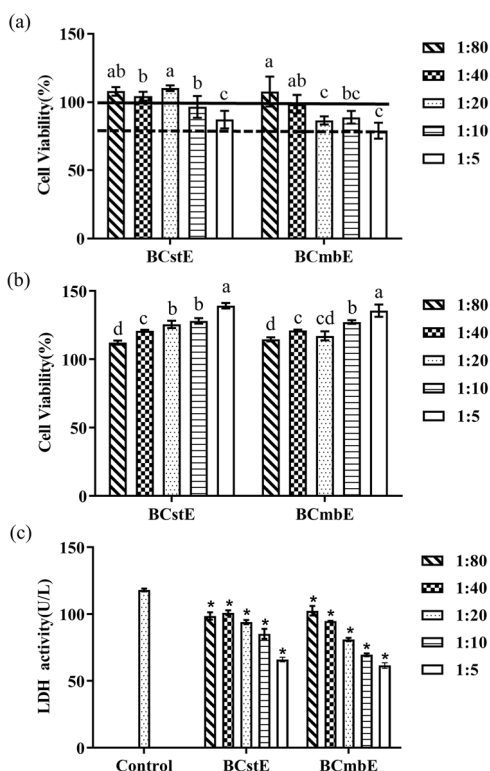 (a)
150
100
50
0
Cell Viability(%)
ab b a b c
a ab c bc c
BCstE BCmbE
1:80
1:40
1:20
1:10
1:5
(b)
150
100
50
0
Cell Viability(%)
d c b b a
d c cd b a
BCstE BCmbE
1:80
1:40
1:20
1:10
1:5
(c)
150
100
50
0
LDH activity(U/L)
* * * * *
* * * * *
Control BCstE BCmbE
1:80
1:40
1:20
1:10
1:5